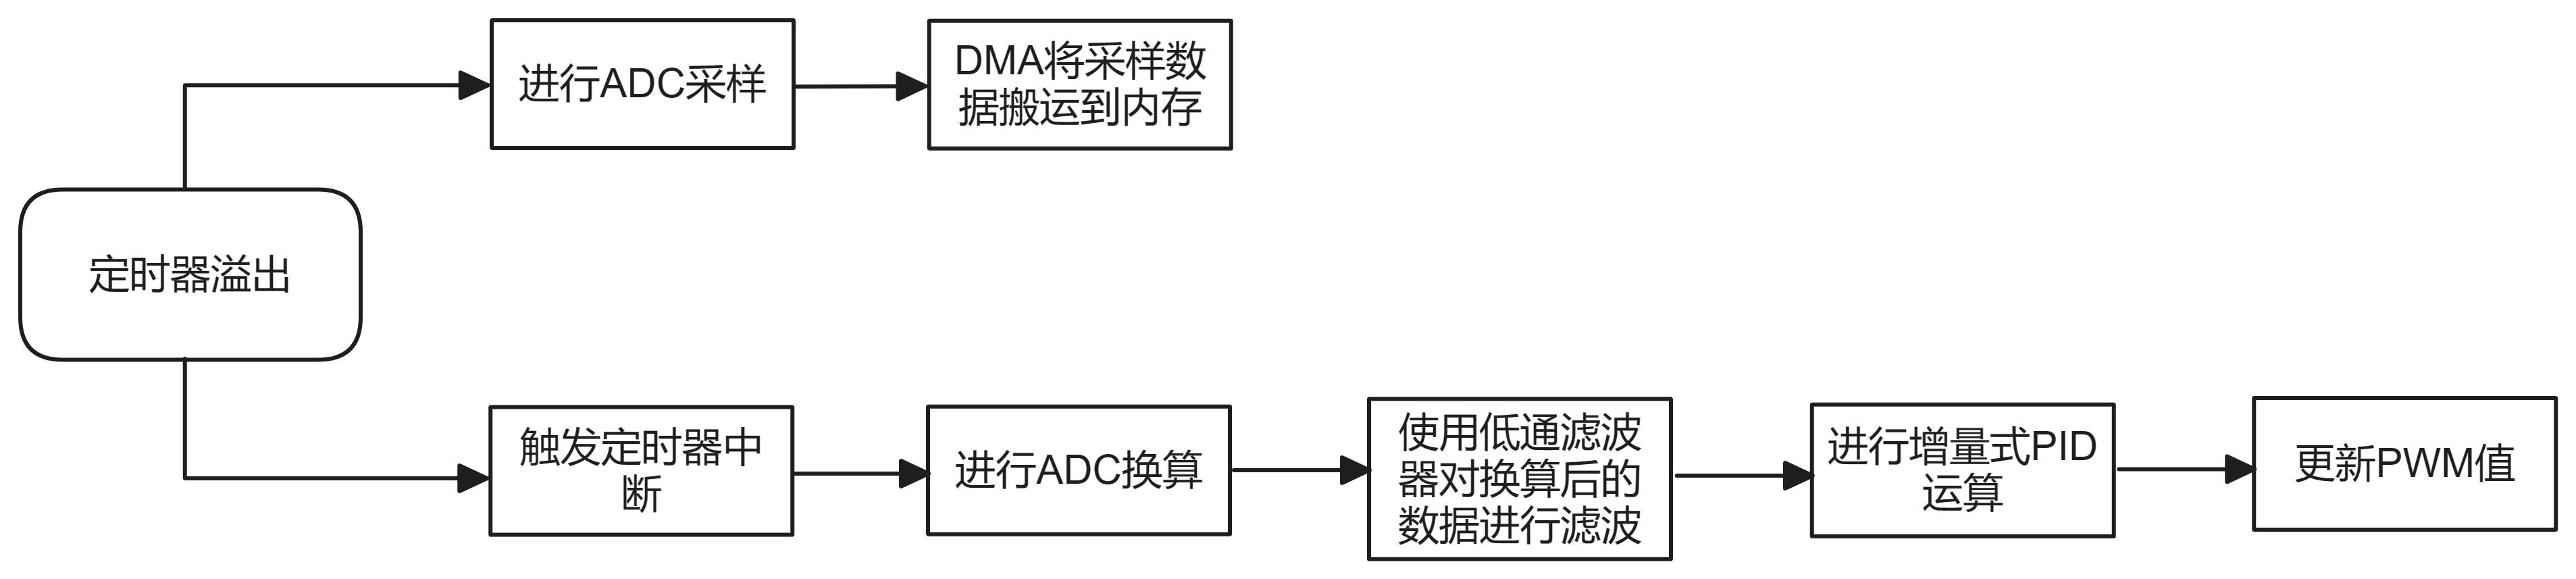 进行ADC采样
DMA将采样数
据搬运到内存
定时器溢出
触发定时器中
断
进行ADC换算
使用低通滤波
器对换算后的
数据进行滤波
进行增量式PID
运算
更新PWM值